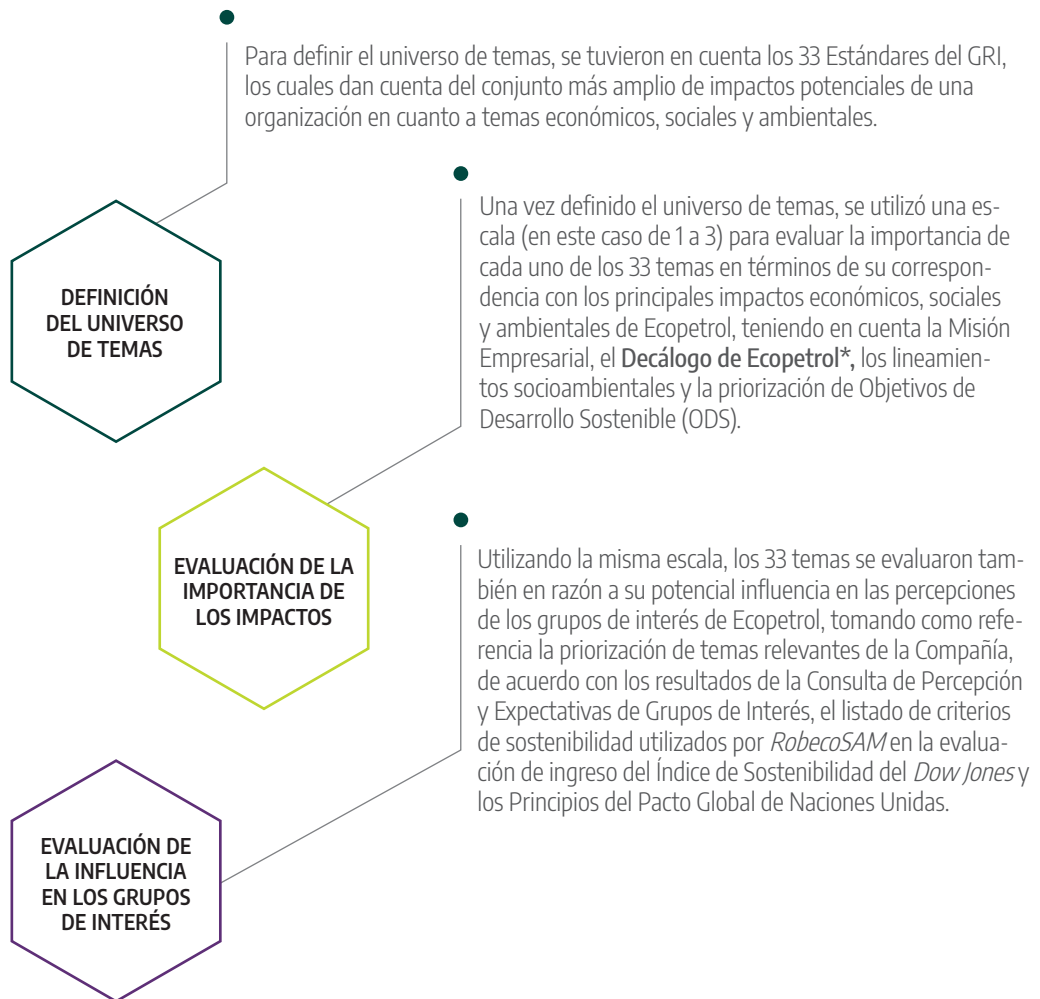 Para definir el universo de temas, se tuvieron en cuenta los 33 Estándares del GRI,
los cuales dan cuenta del conjunto más amplio de impactos potenciales de una
organización en cuanto a temas económicos, sociales y ambientales.
DEFINICIÓN
DEL UNIVERSO
DE TEMAS
Una vez definido el universo de temas, se utilizó una es-
cala (en este caso de 1 a 3) para evaluar la importancia de
cada uno de los 33 temas en términos de su correspon-
dencia con los principales impactos económicos, sociales
y ambientales de Ecopetrol, teniendo en cuenta la Misión
Empresarial, el Decálogo de Ecopetrol*, los lineamien-
tos socioambientales y la priorización de Objetivos de
Desarrollo Sostenible (ODS).
EVALUACIÓN DE LA
IMPORTANCIA DE
LOS IMPACTOS
Utilizando la misma escala, los 33 temas se evaluaron tam-
bién en razón a su potencial influencia en las percepciones
de los grupos de interés de Ecopetrol, tomando como refe-
rencia la priorización de temas relevantes de la Compañía,
de acuerdo con los resultados de la Consulta de Percepción
y Expectativas de Grupos de Interés, el listado de criterios
de sostenibilidad utilizados por RobecoSAM en la evalua-
ción de ingreso del Índice de Sostenibilidad del Dow Jones y
los Principios del Pacto Global de Naciones Unidas.
EVALUACIÓN DE
LA INFLUENCIA
EN LOS GRUPOS
DE INTERÉS